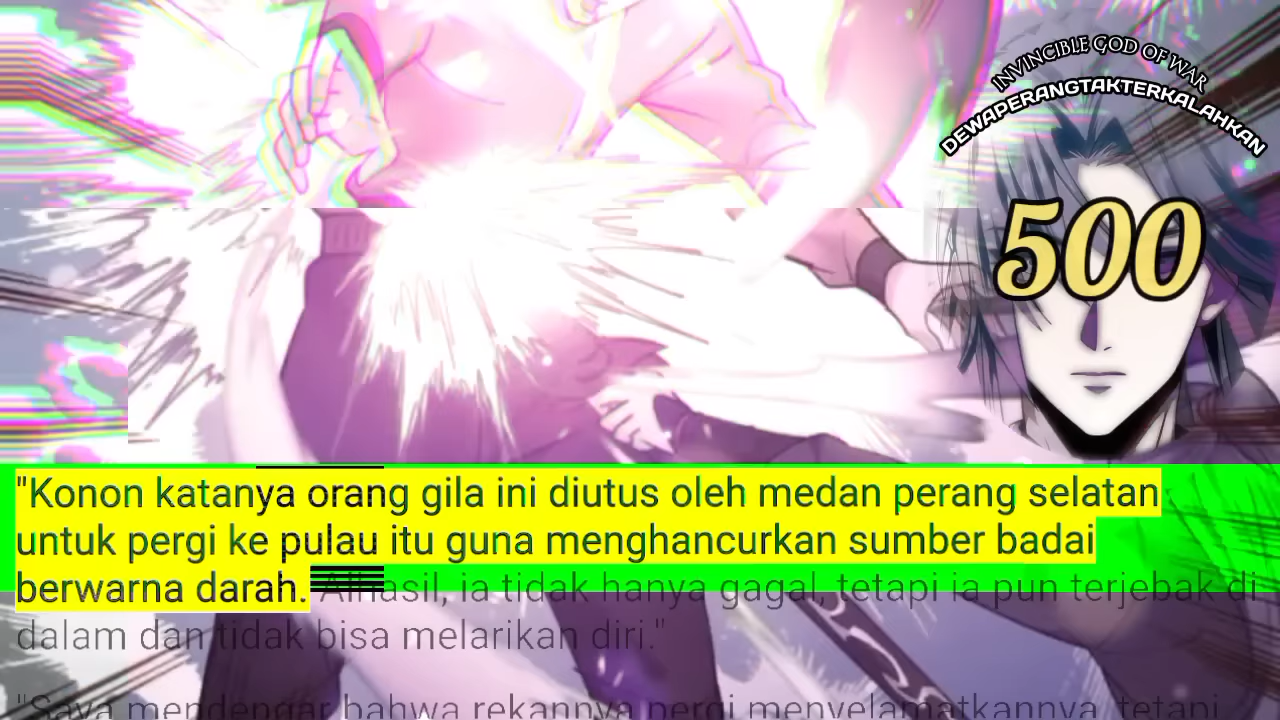 INVINCIBLE GOD OF WAR
DEWAPERANGTAKTERKALAHKAN
500
"Konon katanya orang gila ini diutus oleh medan perang selatan
untuk pergi ke pulau itu guna menghancurkan sumber badai
berwarna darah. Alhasil, ia tidak hanya gagal, tetapi ia pun terjebak di
dalam dan tidak bisa melarikan diri."
"Saya mendengar bahwa rekannya pergi menyelamatkannya, tetapi